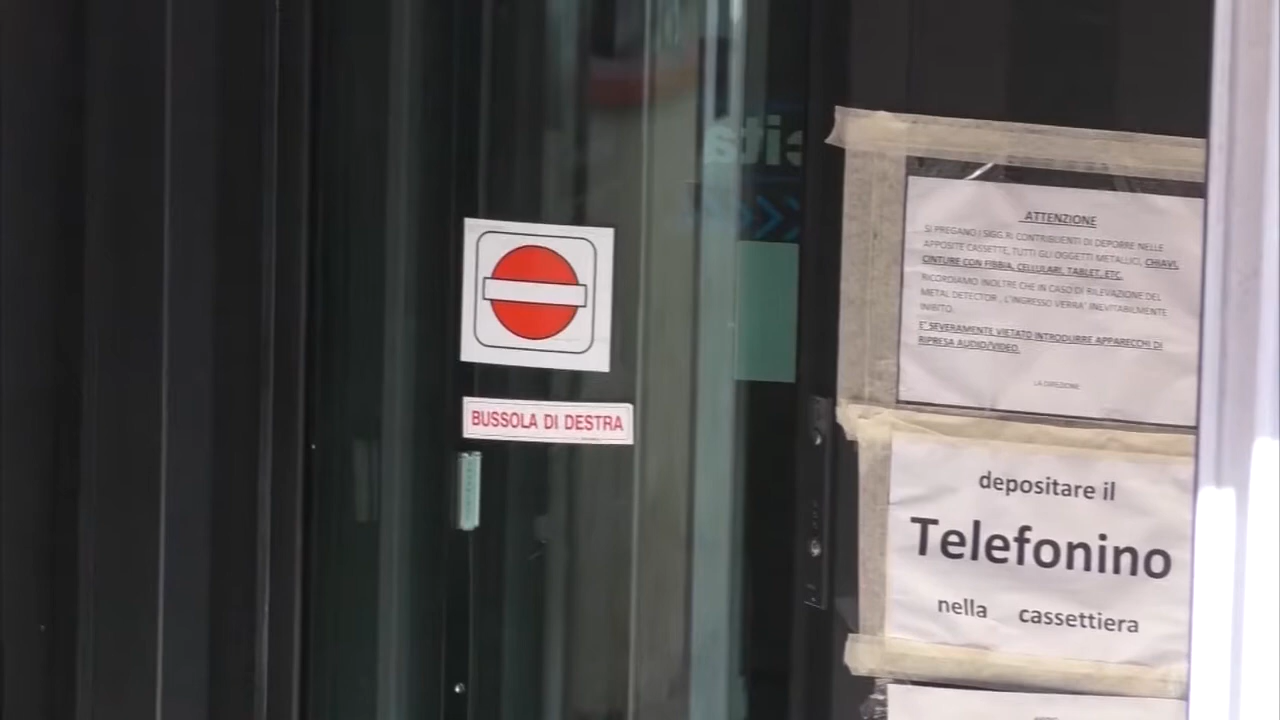 cita
BUSSOLA DI DESTRA
ATTENZIONE
SI PREGANO I SIGG.RI CONTRIBUENTI DI DEPORRE NELLE
APPOSITE CASSETTE, TUTTI GLI OGGETTI METALLICI, CHIAVI,
CINTURE CON FIBBIA, CELLULARI, TABLET, ETC.
RICORDIAMO INOLTRE CHE IN CASO DI RILEVAZIONE DEL
METAL DETECTOR , L'INGRESSO VERRA' INEVITABILMENTE
INIBITO.
E' SEVERAMENTE VIETATO INTRODURRE APPARECCHI DI
RIPRESA AUDIO/VIDEO.
LA DIREZIONE
depositare il
Telefonino
nella cassettiera